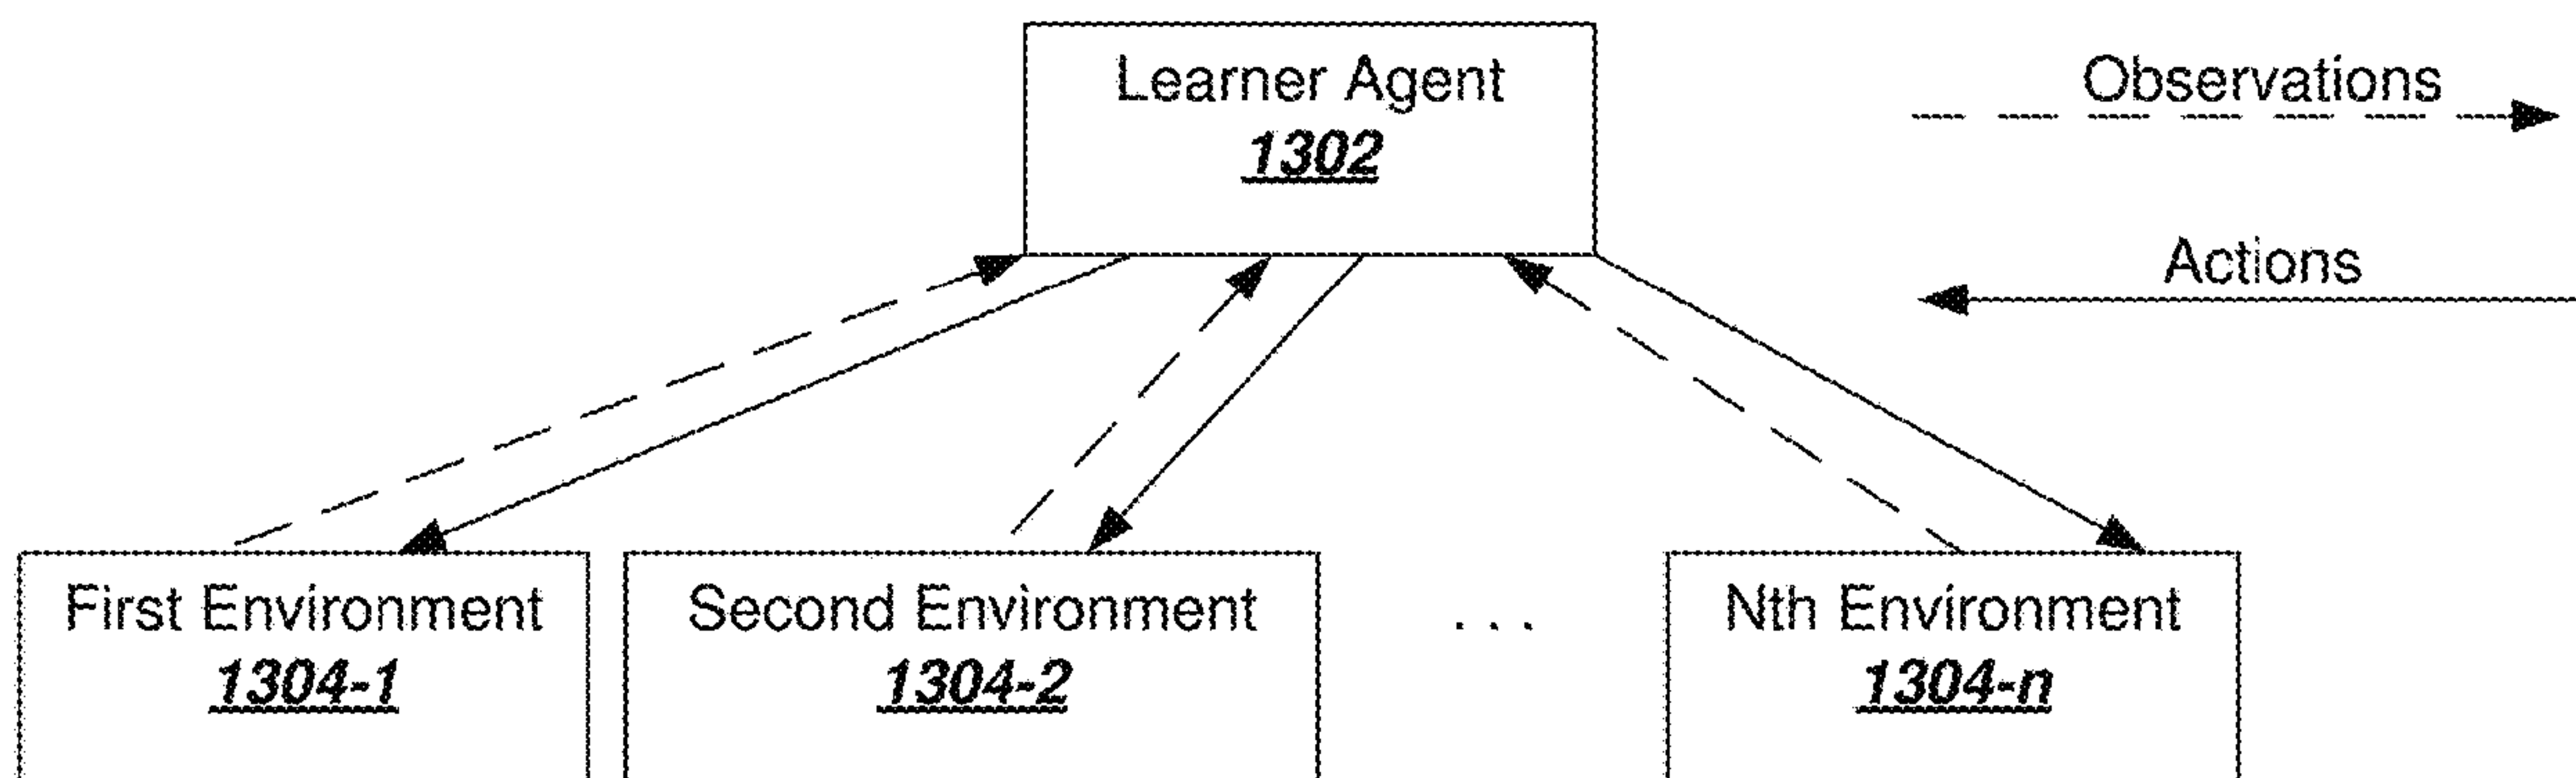 Learner Agent
1302
Observations
Actions
First Environment
1304-1
Second Environment
1304-2
. . .
Nth Environment
1304-n